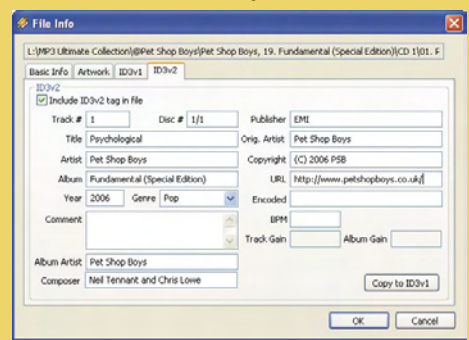 File Info
L:\MP3 Ultimate Collection\@Pet Shop Boys\Pet Shop Boys, 19. Fundamental (Special Edition)\CD 1\01. F
Basic Info Artwork ID3v1 ID3v2
ID3v2
Include ID3v2 tag in file
Track # 1 Disc # 1/1 Publisher EMI
Title Psychological Orig. Artist Pet Shop Boys
Artist Pet Shop Boys Copyright (C) 2006 PSB
Album Fundamental (Special Edition) URL http://www.petshopboys.co.uk/
Year 2006 Genre Pop Encoded
Comment BPM
Track Gain Album Gain
Album Artist Pet Shop Boys
Composer Neil Tennant and Chris Lowe Copy to ID3v1
OK Cancel